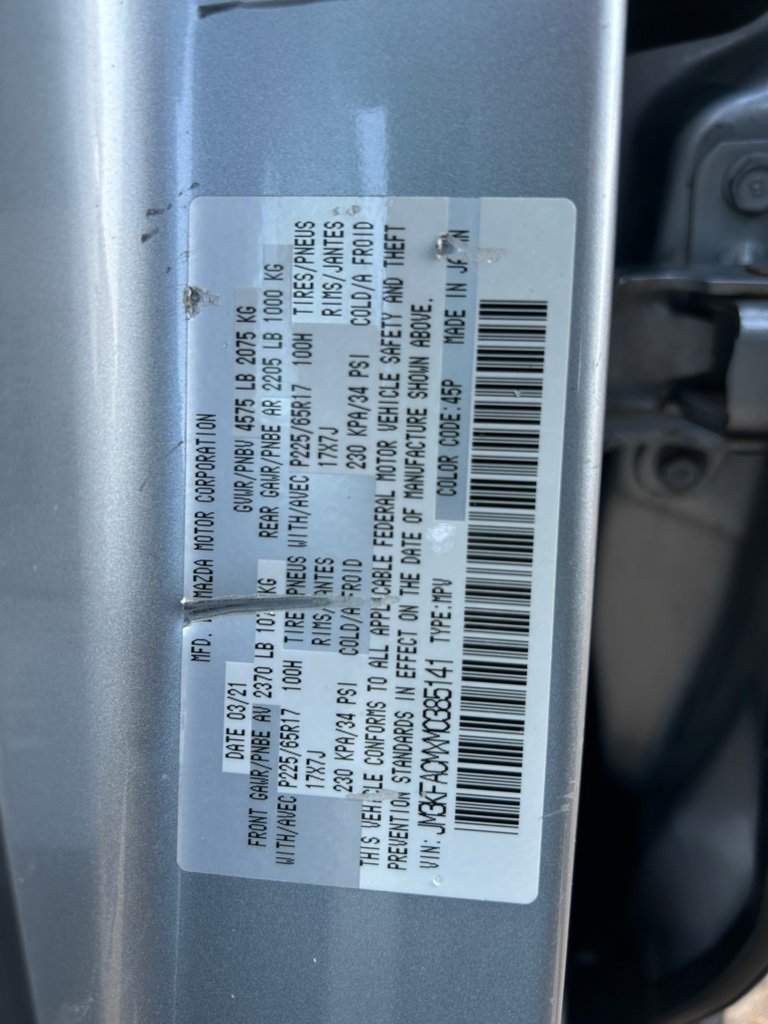 MFD. MAZDA MOTOR CORPORATION
DATE 03/21 GVWR/PNBV 4575 LB 2075 KG
FRONT GAWR/PNBE AV 2370 LB KG REAR GAWR/PNBE AR 2205 LB 1000 KG
WITH/AVEC P225/65R17 100H TIRES/PNEUS WITH/AVEC P225/65R17 100H TIRES/PNEUS
17X7J RIMS/JANTES 17X7J RIMS/JANTES
230 KPA/34 PSI COLD/A FROID 230 KPA/34 PSI COLD/A FROID
THIS VEHICLE CONFORMS TO ALL APPLICABLE FEDERAL MOTOR VEHICLE SAFETY AND THEFT
PREVENTION STANDARDS IN EFFECT ON THE DATE OF MANUFACTURE SHOWN ABOVE.
VIN: JM3KFACMXM0385141 TYPE:MPV COLOR CODE:45P MADE IN JAPAN